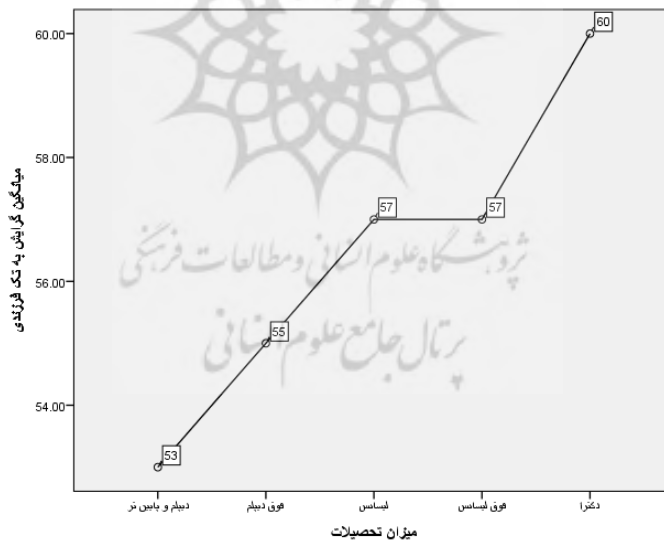 60.00
60
58.00
57
57
میانگین گرایش به تک فرزندی
پژوهشگاه علوم انسانی و مطالعات فرهنگی
56.00
55
پرتال جامع علوم انسانی
54.00
53
دیپلم و پایین تر
فوق دیپلم
لیسانس
فوق لیسانس
دکترا
میزان تحصیلات